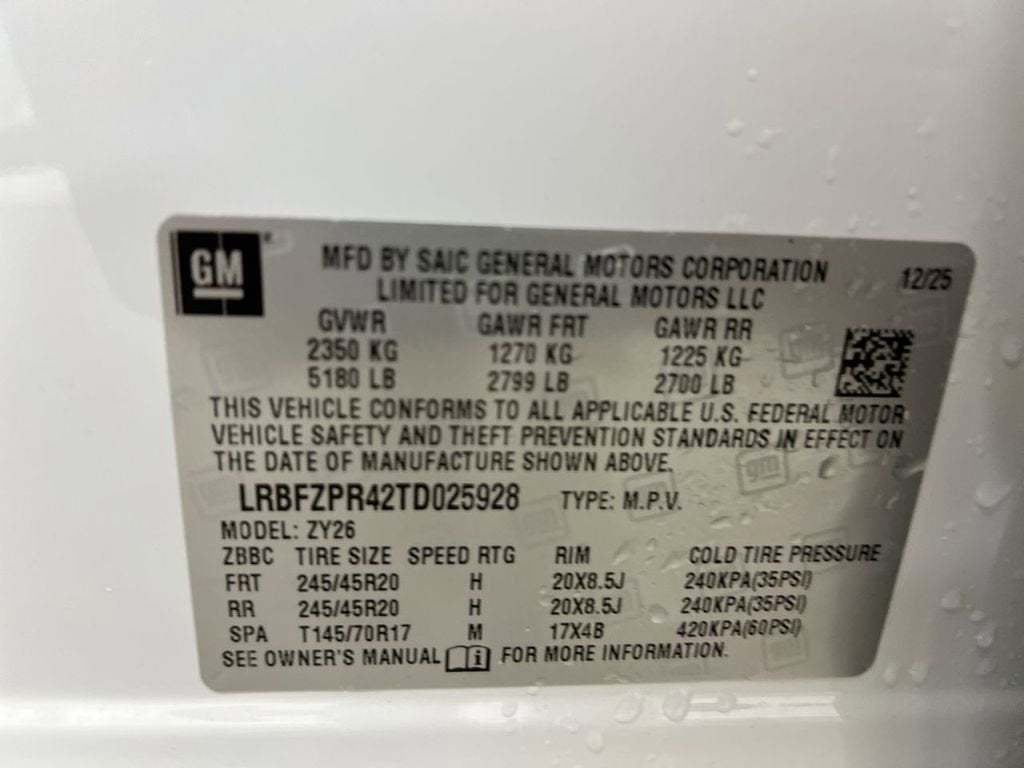 GM
MFD BY SAIC GENERAL MOTORS CORPORATION 12/25
LIMITED FOR GENERAL MOTORS LLC
GVWR GAWR FRT GAWR RR
2350 KG 1270 KG 1225 KG
5180 LB 2799 LB 2700 LB
THIS VEHICLE CONFORMS TO ALL APPLICABLE U.S. FEDERAL MOTOR
VEHICLE SAFETY AND THEFT PREVENTION STANDARDS IN EFFECT ON
THE DATE OF MANUFACTURE SHOWN ABOVE.
LRBFZPR42TD025928 TYPE: M.P.V.
MODEL: ZY26
ZBBC TIRE SIZE SPEED RTG RIM COLD TIRE PRESSURE
FRT 245/45R20 H 20X8.5J 240KPA(35PSI)
RR 245/45R20 H 20X8.5J 240KPA(35PSI)
SPA T145/70R17 M 17X4B 420KPA(60PSI)
SEE OWNER'S MANUAL FOR MORE INFORMATION.